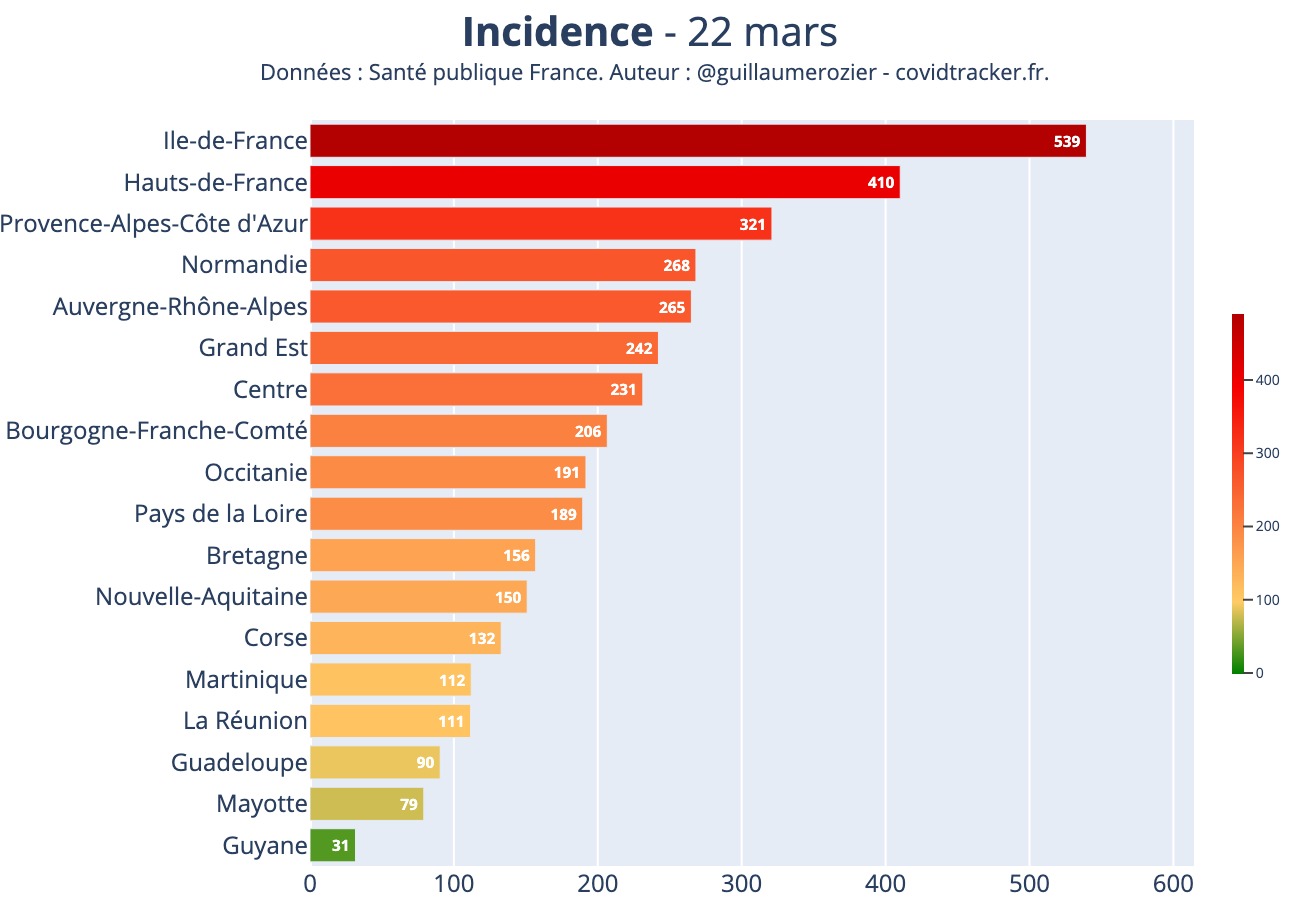 Incidence - 22 mars
Données : Santé publique France. Auteur : @guillaumerozier - covidtracker.fr.
Ile-de-France 539
Hauts-de-France 410
Provence-Alpes-Côte d'Azur 321
Normandie 268
Auvergne-Rhône-Alpes 265
Grand Est 242
Centre 231
Bourgogne-Franche-Comté 206
Occitanie 191
Pays de la Loire 189
Bretagne 156
Nouvelle-Aquitaine 150
Corse 132
Martinique 112
La Réunion 111
Guadeloupe 90
Mayotte 79
Guyane 31
0 100 200 300 400 500 600
400
300
200
100
0